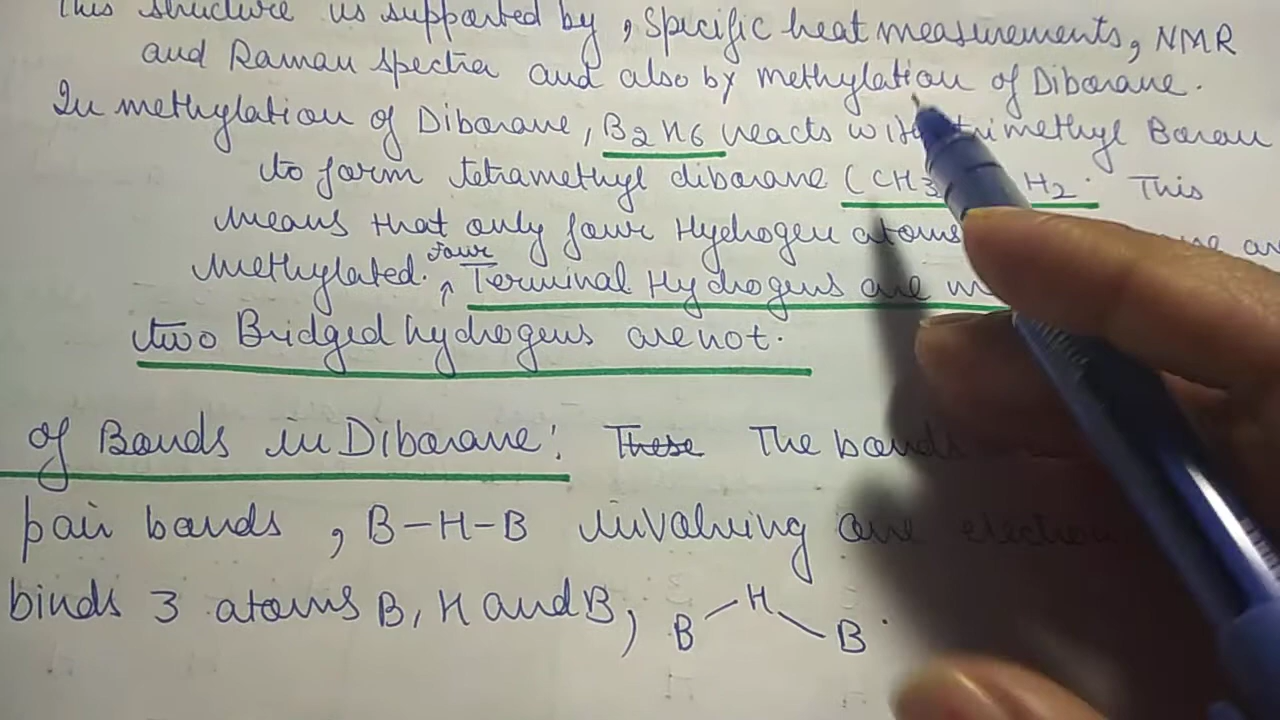 This structure is supported by, Specific heat measurements, NMR
and Raman spectra and also by methylation of Diborane.
In methylation of Diborane, B2H6 reacts with trimethyl Boran
to form tetramethyl diborane (CH3 H2. This
means that only four Hydrogen atoms
methylated. four Terminal Hydrogens are
two Bridged hydrogens are not.
of Bonds in Diborane: These The bonds
pair bonds, B-H-B involving one electron
binds 3 atoms B, H and B, B H B.